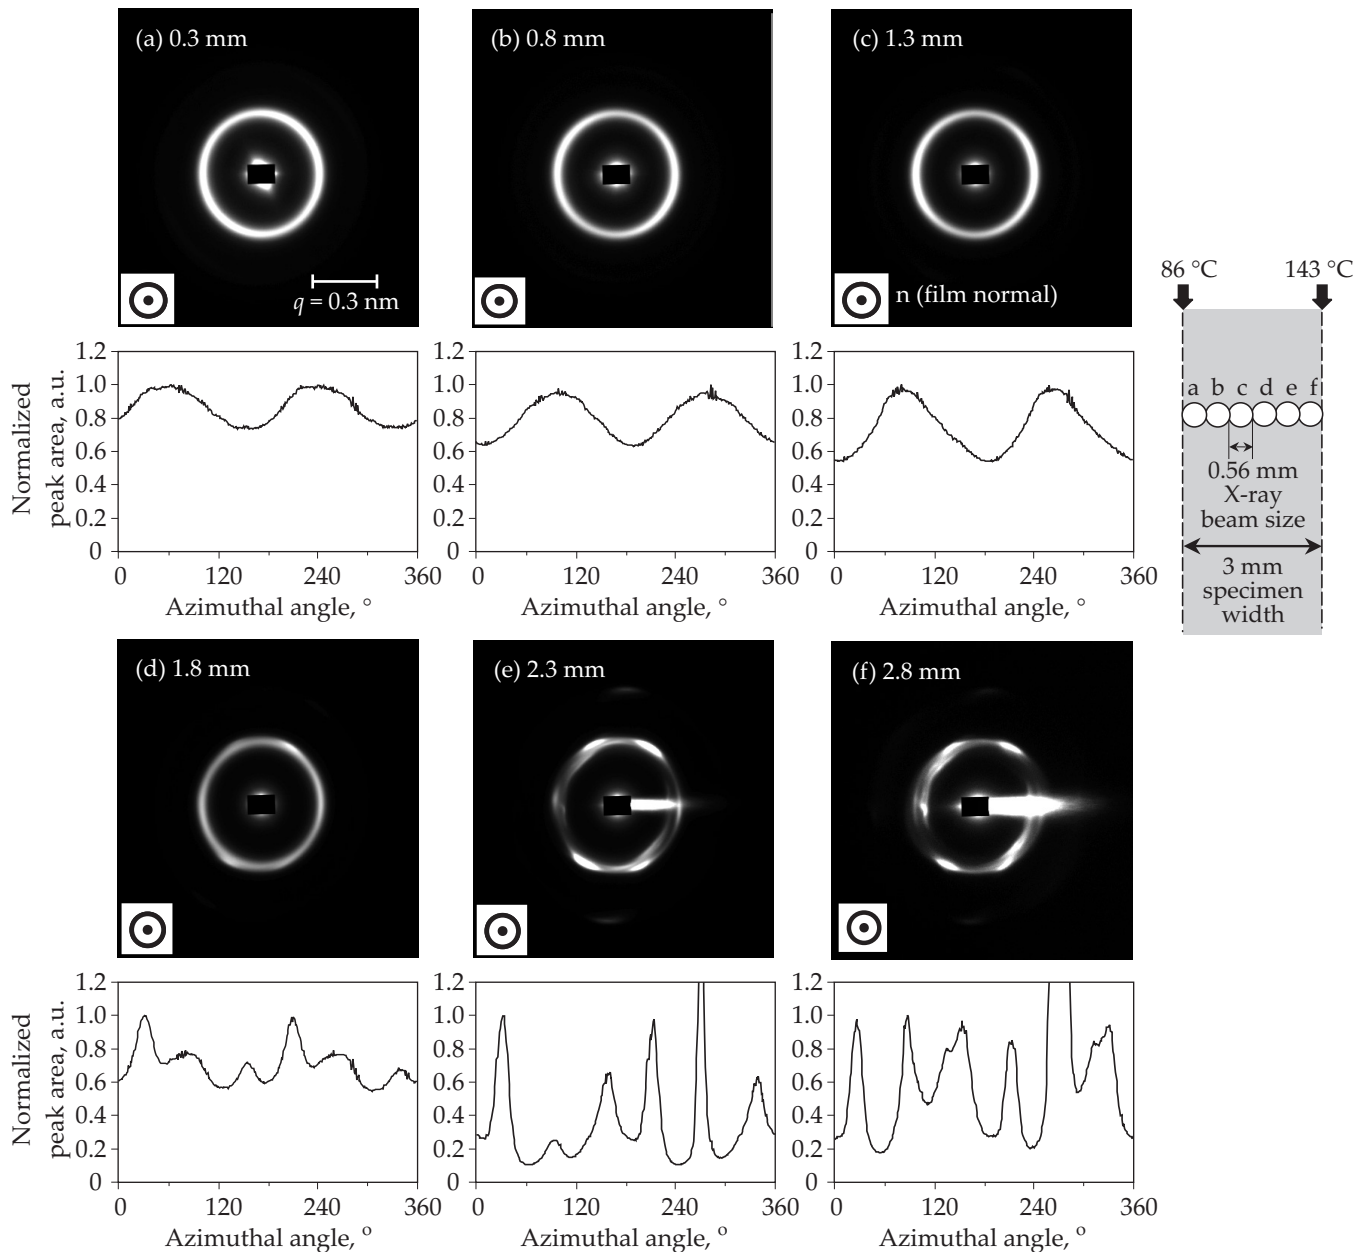 (a) 0.3 mm
(b) 0.8 mm
(c) 1.3 mm
q = 0.3 nm
n (film normal)
Normalized
peak area, a.u.
1.2
1.0
0.8
0.6
0.4
0.2
0
0
120
240
360
Azimuthal angle, °
1.2
1.0
0.8
0.6
0.4
0.2
0
0
120
240
360
Azimuthal angle, °
1.2
1.0
0.8
0.6
0.4
0.2
0
0
120
240
360
Azimuthal angle, °
86 °C
143 °C
a b c d e f
0.56 mm
X-ray
beam size
3 mm
specimen
width
(d) 1.8 mm
(e) 2.3 mm
(f) 2.8 mm
Normalized
peak area, a.u.
1.2
1.0
0.8
0.6
0.4
0.2
0
0
120
240
360
Azimuthal angle, °
1.2
1.0
0.8
0.6
0.4
0.2
0
0
120
240
360
Azimuthal angle, °
1.2
1.0
0.8
0.6
0.4
0.2
0
0
120
240
360
Azimuthal angle, °